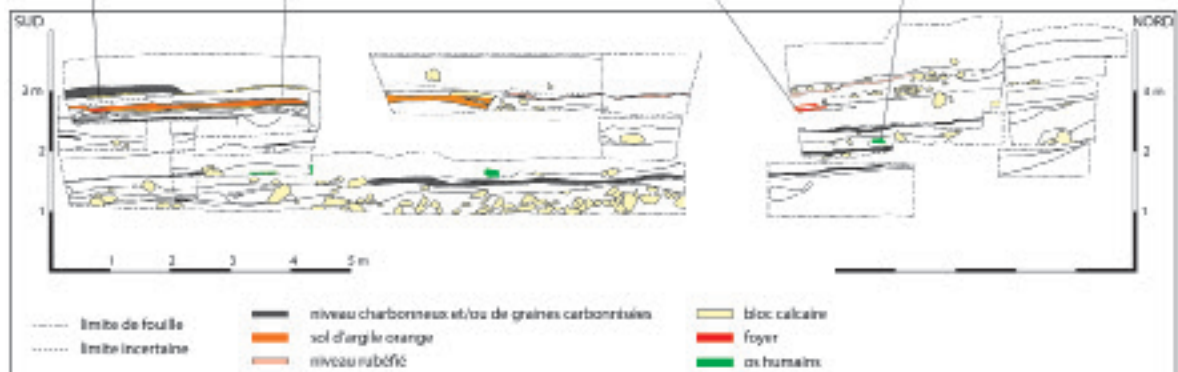 SUD
NORD
3 m
4 m
2
2
1
1
1 2 3 4 5 m
limite de fouille
limite incertaine
niveau charbonneux et/ou de graines carbonnisées
sol d'argile orange
niveau rubéfié
bloc calcaire
foyer
os humains